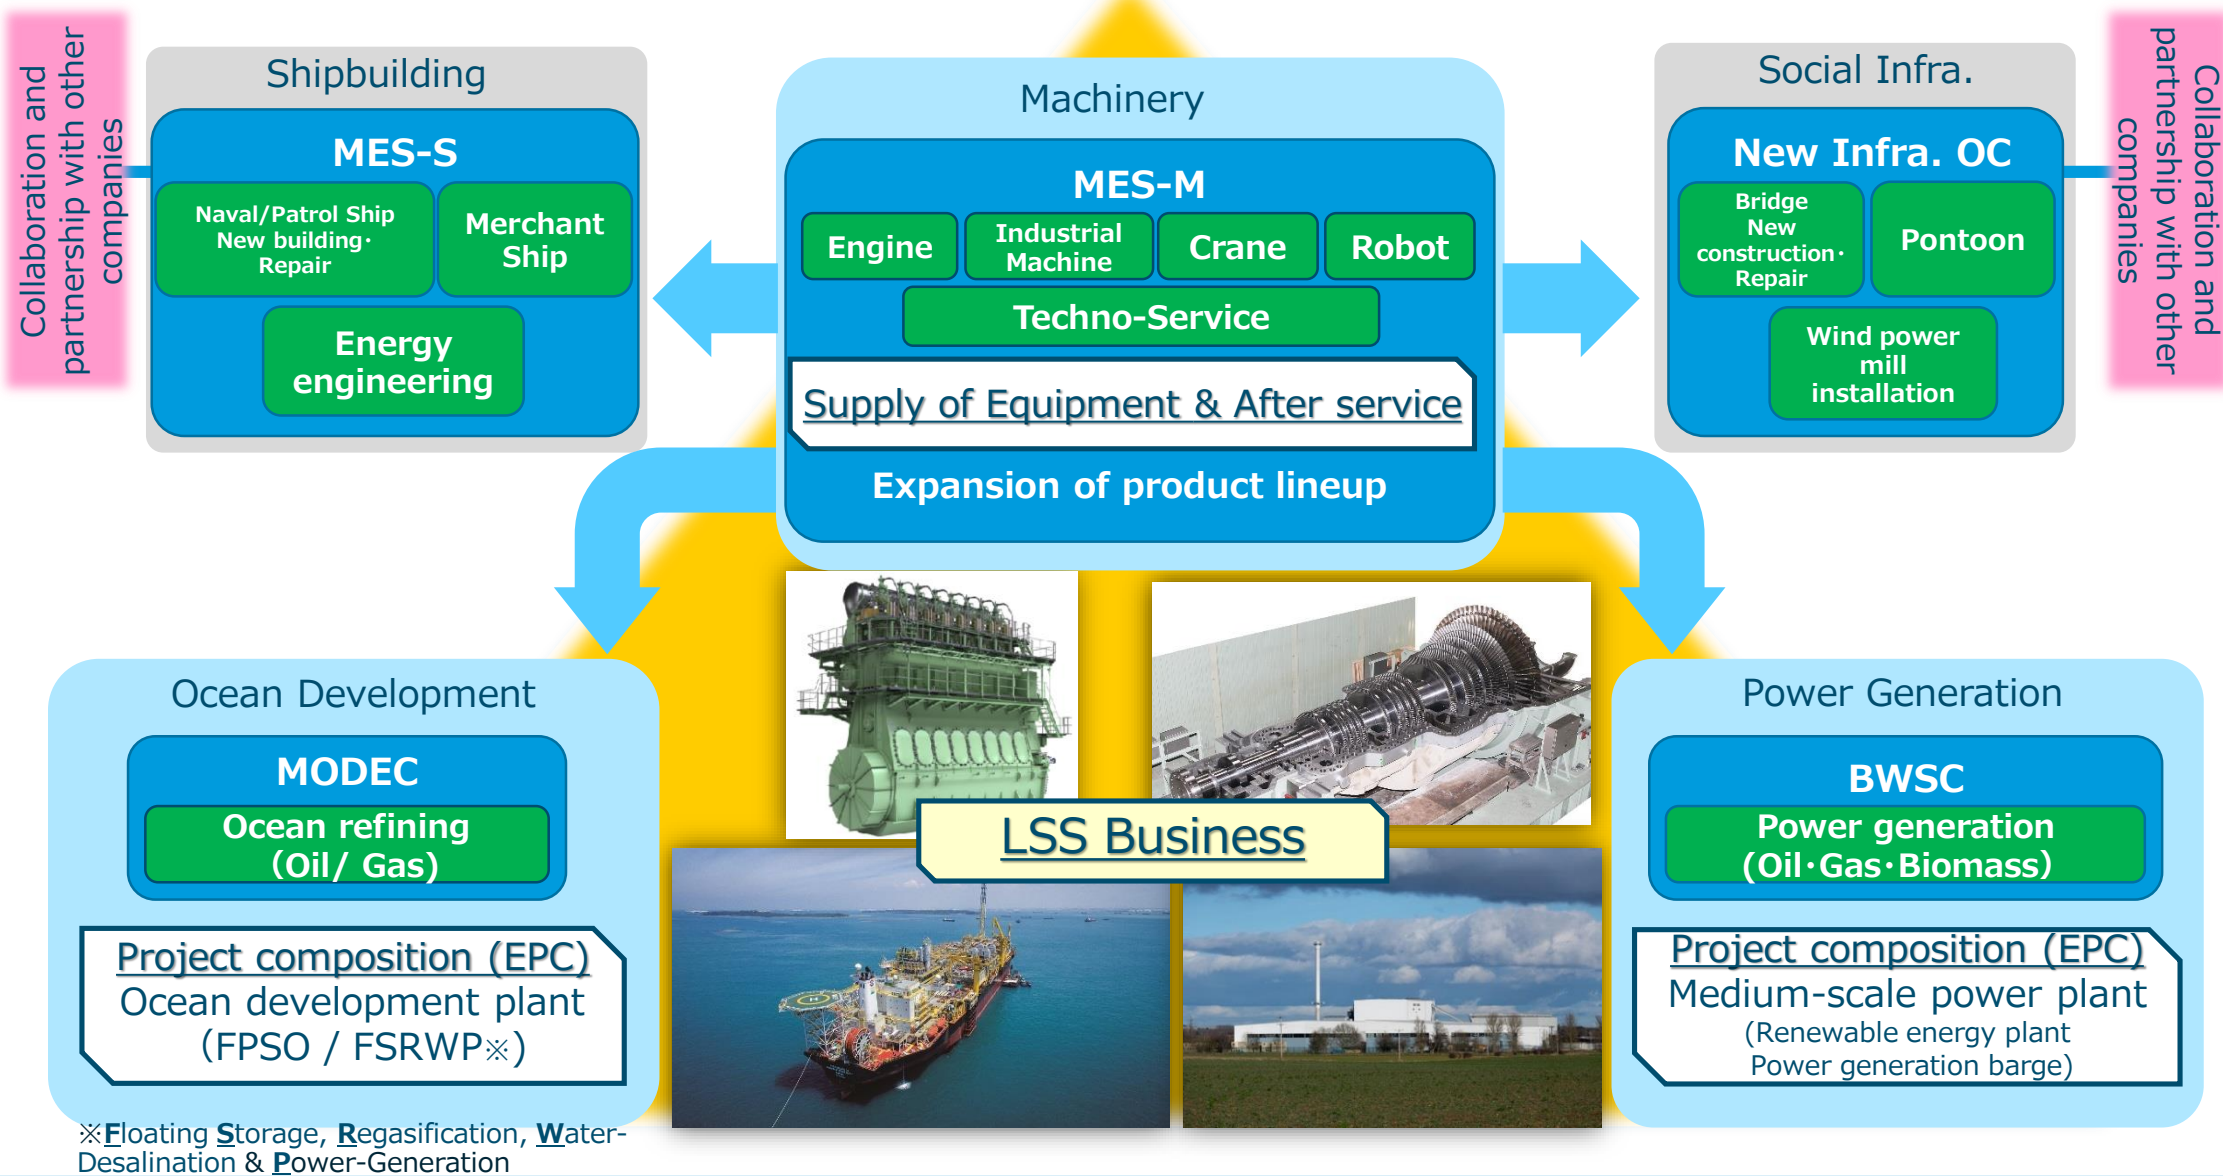 Collaboration and
partnership with other
companies
Shipbuilding
MES-S
Naval/Patrol Ship
New building・
Repair
Merchant
Ship
Energy
engineering
Machinery
MES-M
Engine
Industrial
Machine
Crane
Robot
Techno-Service
Supply of Equipment & After service
Expansion of product lineup
Social Infra.
New Infra. OC
Bridge
New
construction・
Repair
Pontoon
Wind power
mill
installation
Collaboration and
partnership with other
companies
Ocean Development
MODEC
Ocean refining
(Oil/ Gas)
Project composition (EPC)
Ocean development plant
(FPSO / FSRWP※)
※Floating Storage, Regasification, Water-
Desalination & Power-Generation
LSS Business
Power Generation
BWSC
Power generation
(Oil・Gas・Biomass)
Project composition (EPC)
Medium-scale power plant
(Renewable energy plant
Power generation barge)